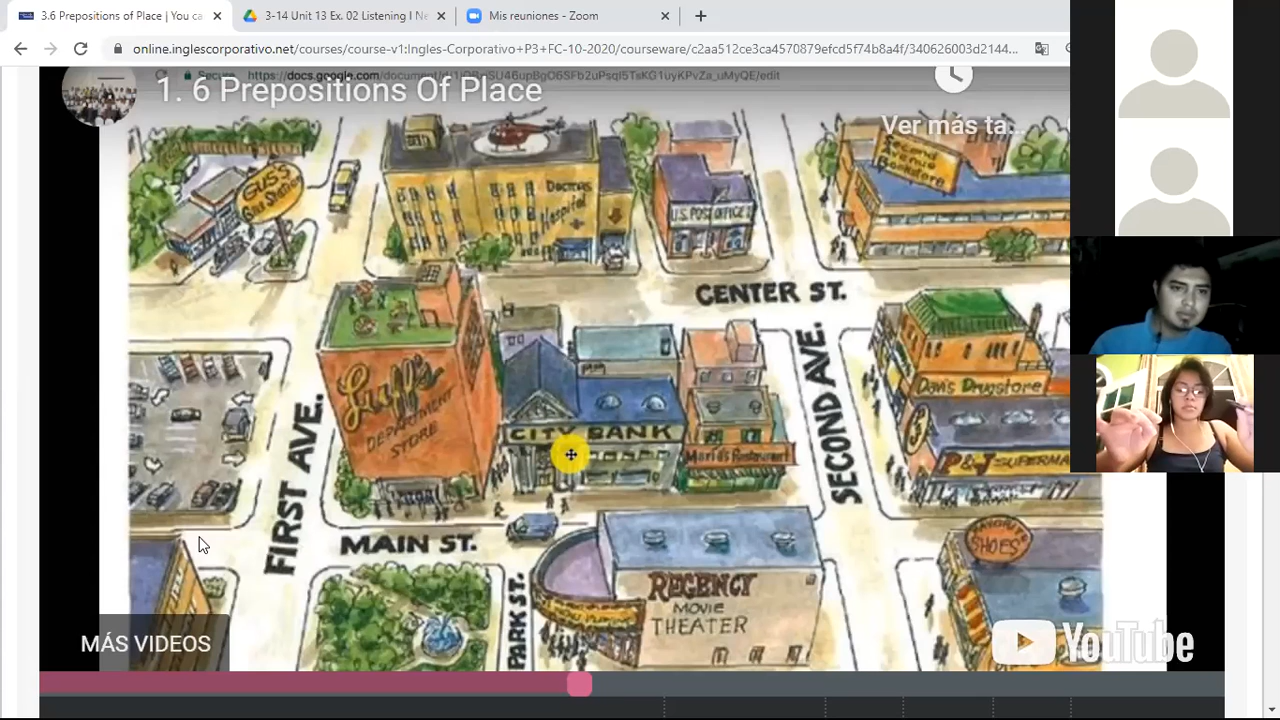 3.6 Prepositions of Place | You ca
3-14 Unit 13 Ex. 02 Listening I Ne
Mis reuniones - Zoom
online.inglescorporativo.net/courses/course-v1:Ingles-Corporativo+P3+FC-10-2020/courseware/c2aa512ce3ca4570879efcd5f74b8a4f/340626003d2144...
Secure
1. 6 Prepositions Of Place
Ver más ta...
GUS'S
GAS STATION
Doctors
Hospital
U.S. POST OFFICE
Second
Avenue
Bookstore
CENTER ST.
Luff's
DEPARTMENT
STORE
CITY BANK
Maria's Restaurant
Dan's Drugstore
P&J SUPERMA
FIRST AVE.
SECOND AVE.
MAIN ST.
PARK ST.
REGENCY
MOVIE
THEATER
FAVORITE
SHOES
MÁS VIDEOS
YouTube